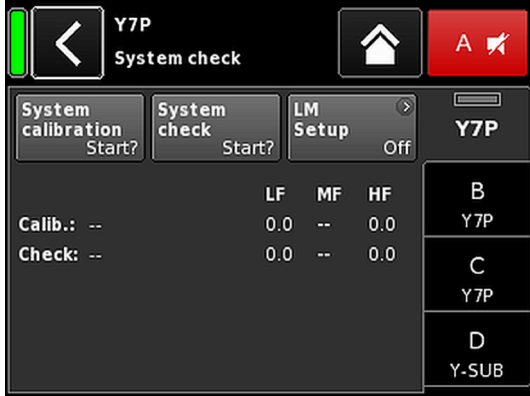 Y7P
System check
A
System calibration
Start?
System check
Start?
LM Setup
Off
Y7P
LF MF HF
Calib.: -- 0.0 -- 0.0
Check: -- 0.0 -- 0.0
B
Y7P
C
Y7P
D
Y-SUB